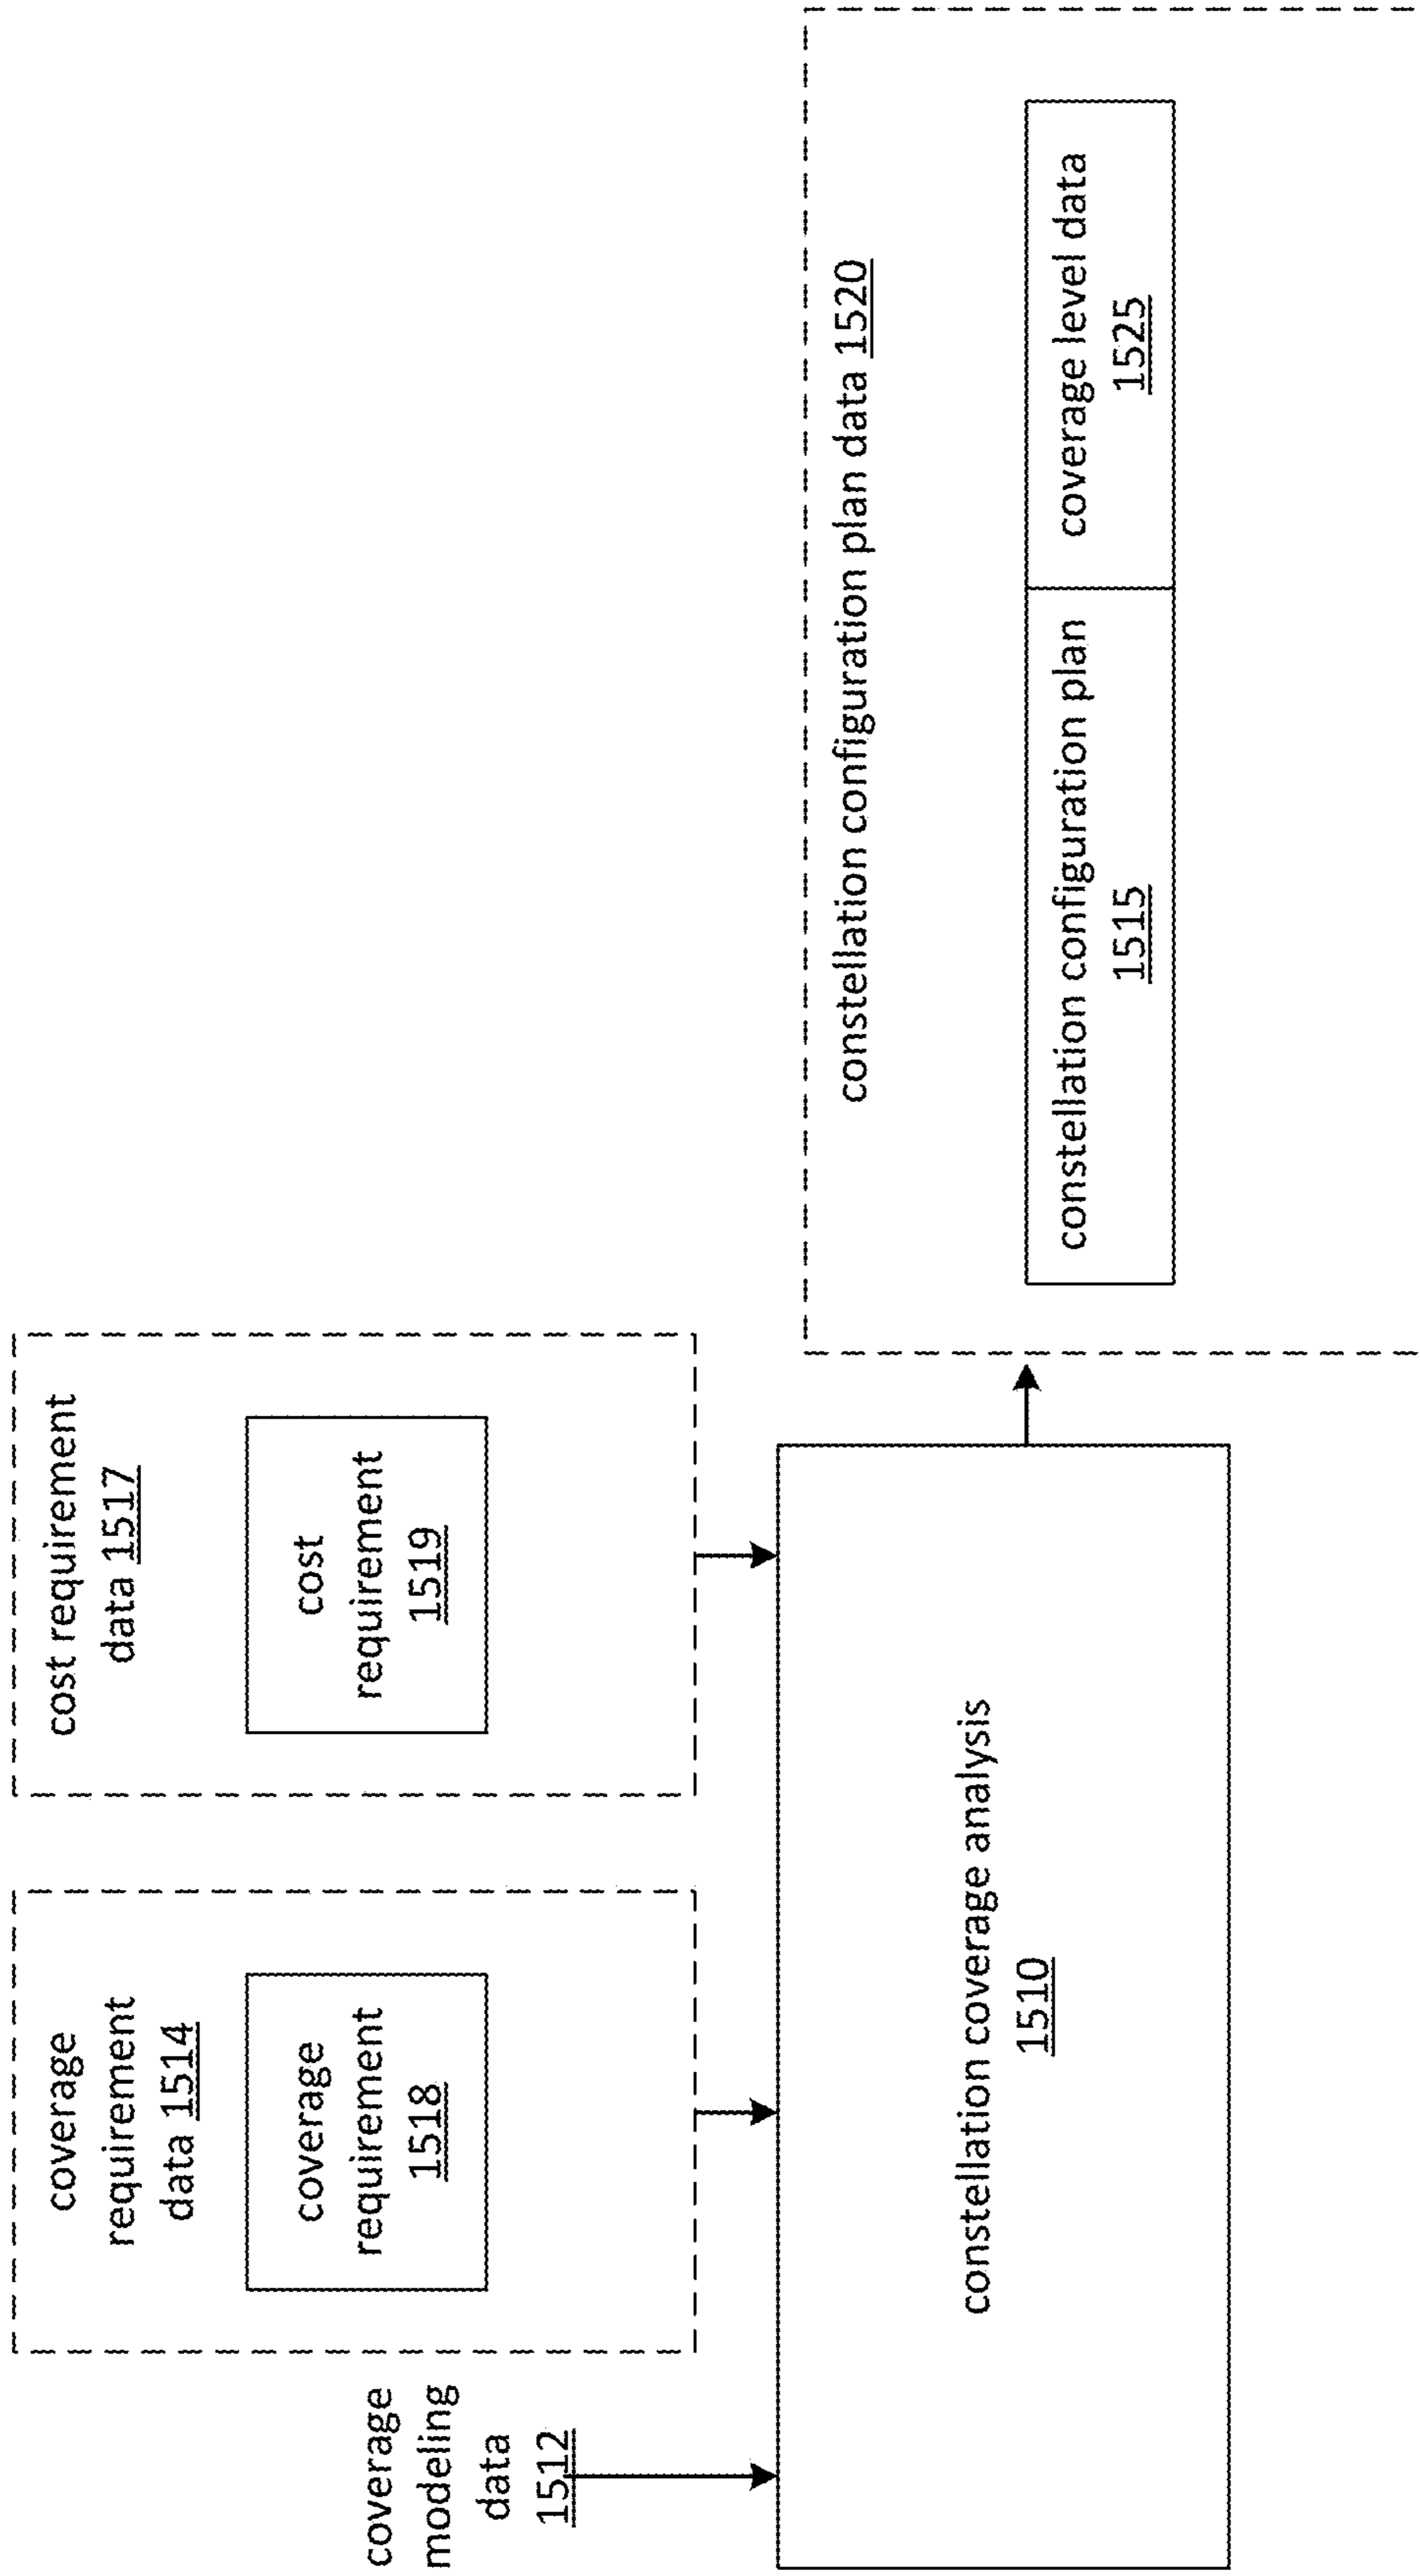 coverage
modeling
data
1512
coverage
requirement
data 1514
coverage
requirement
1518
cost requirement
data 1517
cost
requirement
1519
constellation coverage analysis
1510
constellation configuration plan data 1520
constellation configuration plan
1515
coverage level data
1525